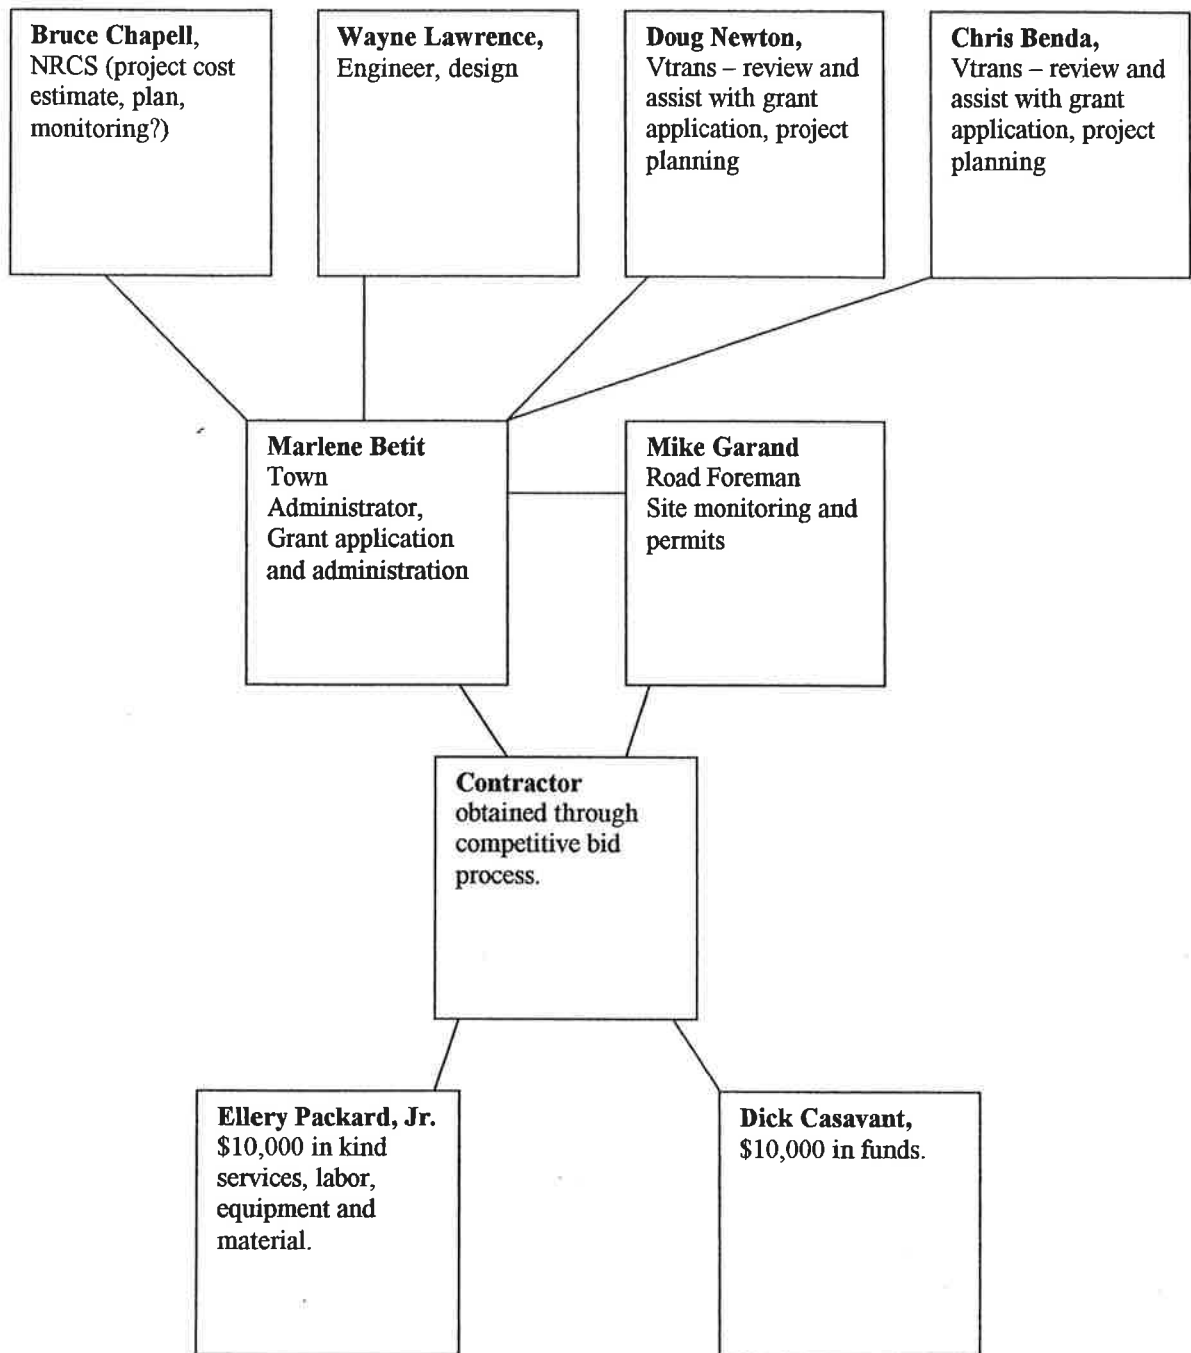 Bruce Chapell,
NRCS (project cost
estimate, plan,
monitoring?)
Wayne Lawrence,
Engineer, design
Doug Newton,
Vtrans – review and
assist with grant
application, project
planning
Chris Benda,
Vtrans – review and
assist with grant
application, project
planning
Marlene Betit
Town
Administrator,
Grant application
and administration
Mike Garand
Road Foreman
Site monitoring and
permits
Contractor
obtained through
competitive bid
process.
Ellery Packard, Jr.
$10,000 in kind
services, labor,
equipment and
material.
Dick Casavant,
$10,000 in funds.